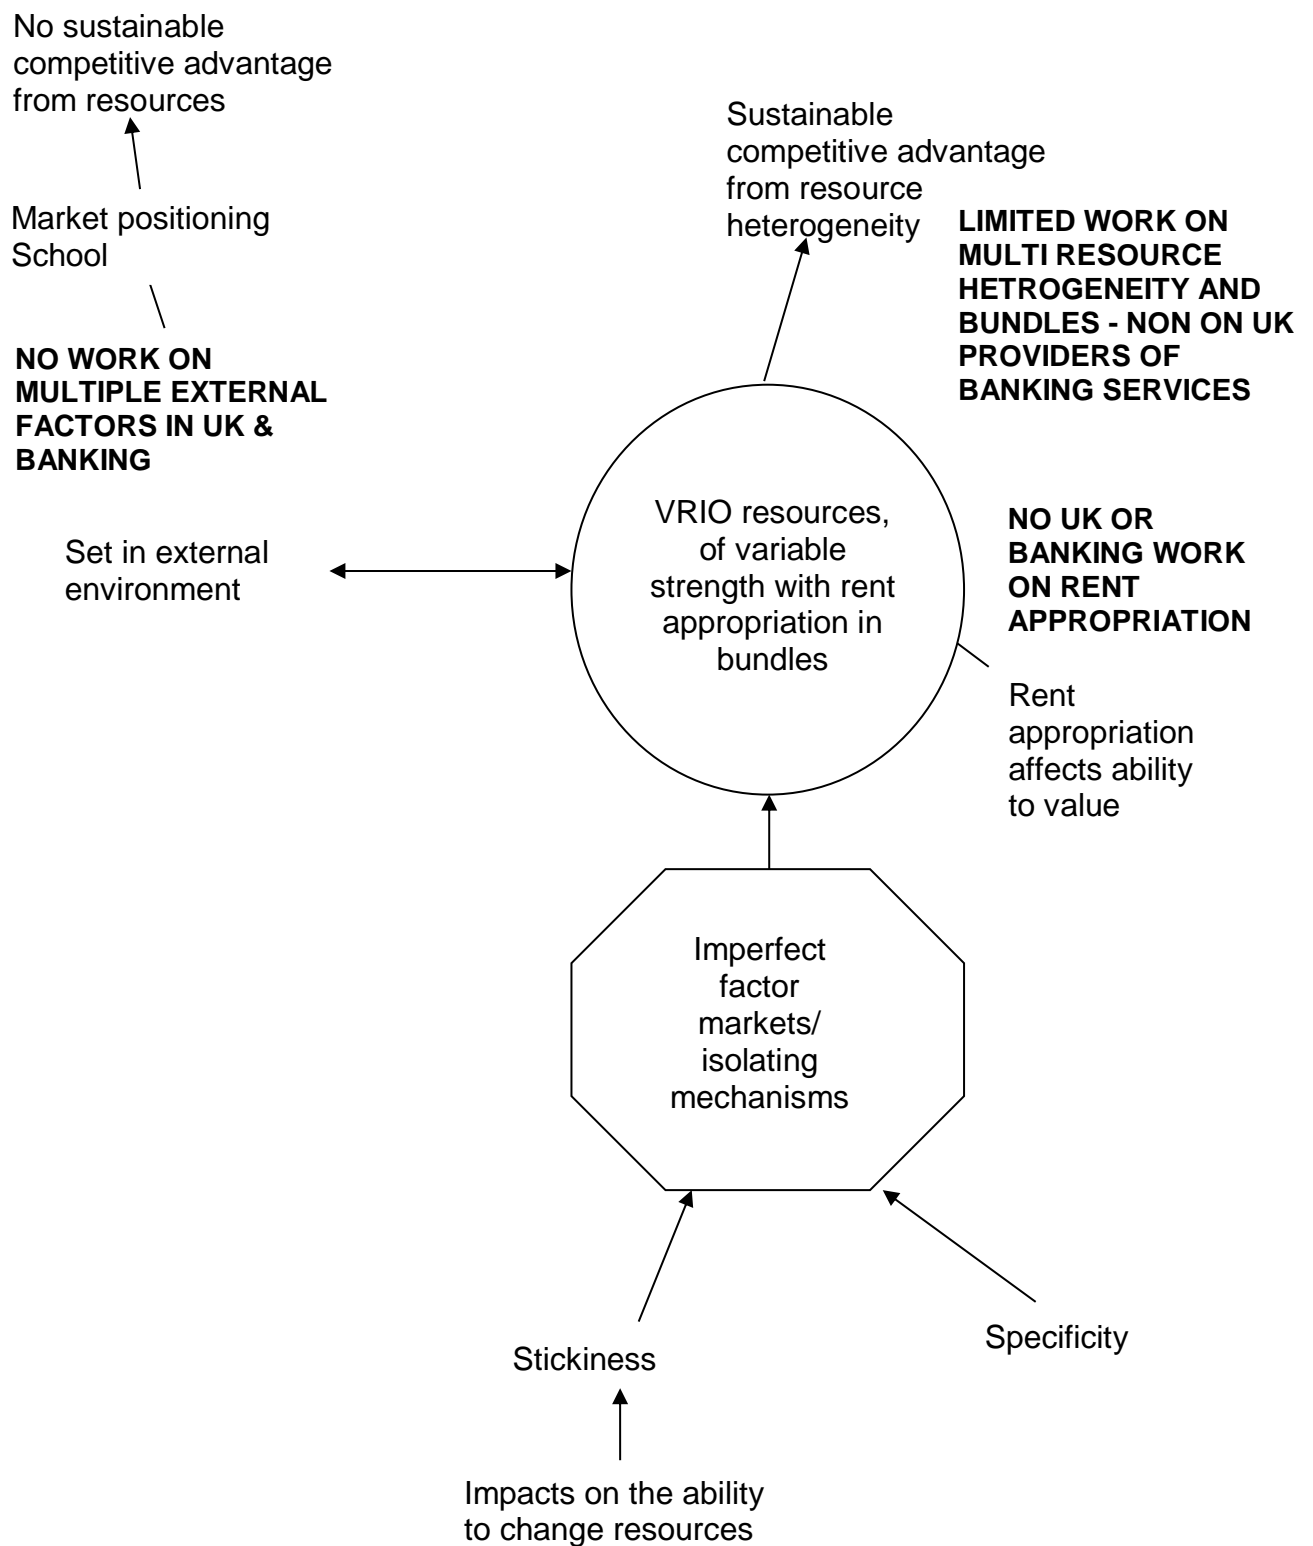 No sustainable
competitive advantage
from resources
Sustainable
competitive advantage
from resource
heterogeneity
Market positioning
School
LIMITED WORK ON
MULTI RESOURCE
HETROGENEITY AND
BUNDLES - NON ON UK
PROVIDERS OF
BANKING SERVICES
NO WORK ON
MULTIPLE EXTERNAL
FACTORS IN UK &
BANKING
Set in external
environment
VRIO resources,
of variable
strength with rent
appropriation in
bundles
NO UK OR
BANKING WORK
ON RENT
APPROPRIATION
Rent
appropriation
affects ability
to value
Imperfect
factor
markets/
isolating
mechanisms
Stickiness
Specificity
Impacts on the ability
to change resources